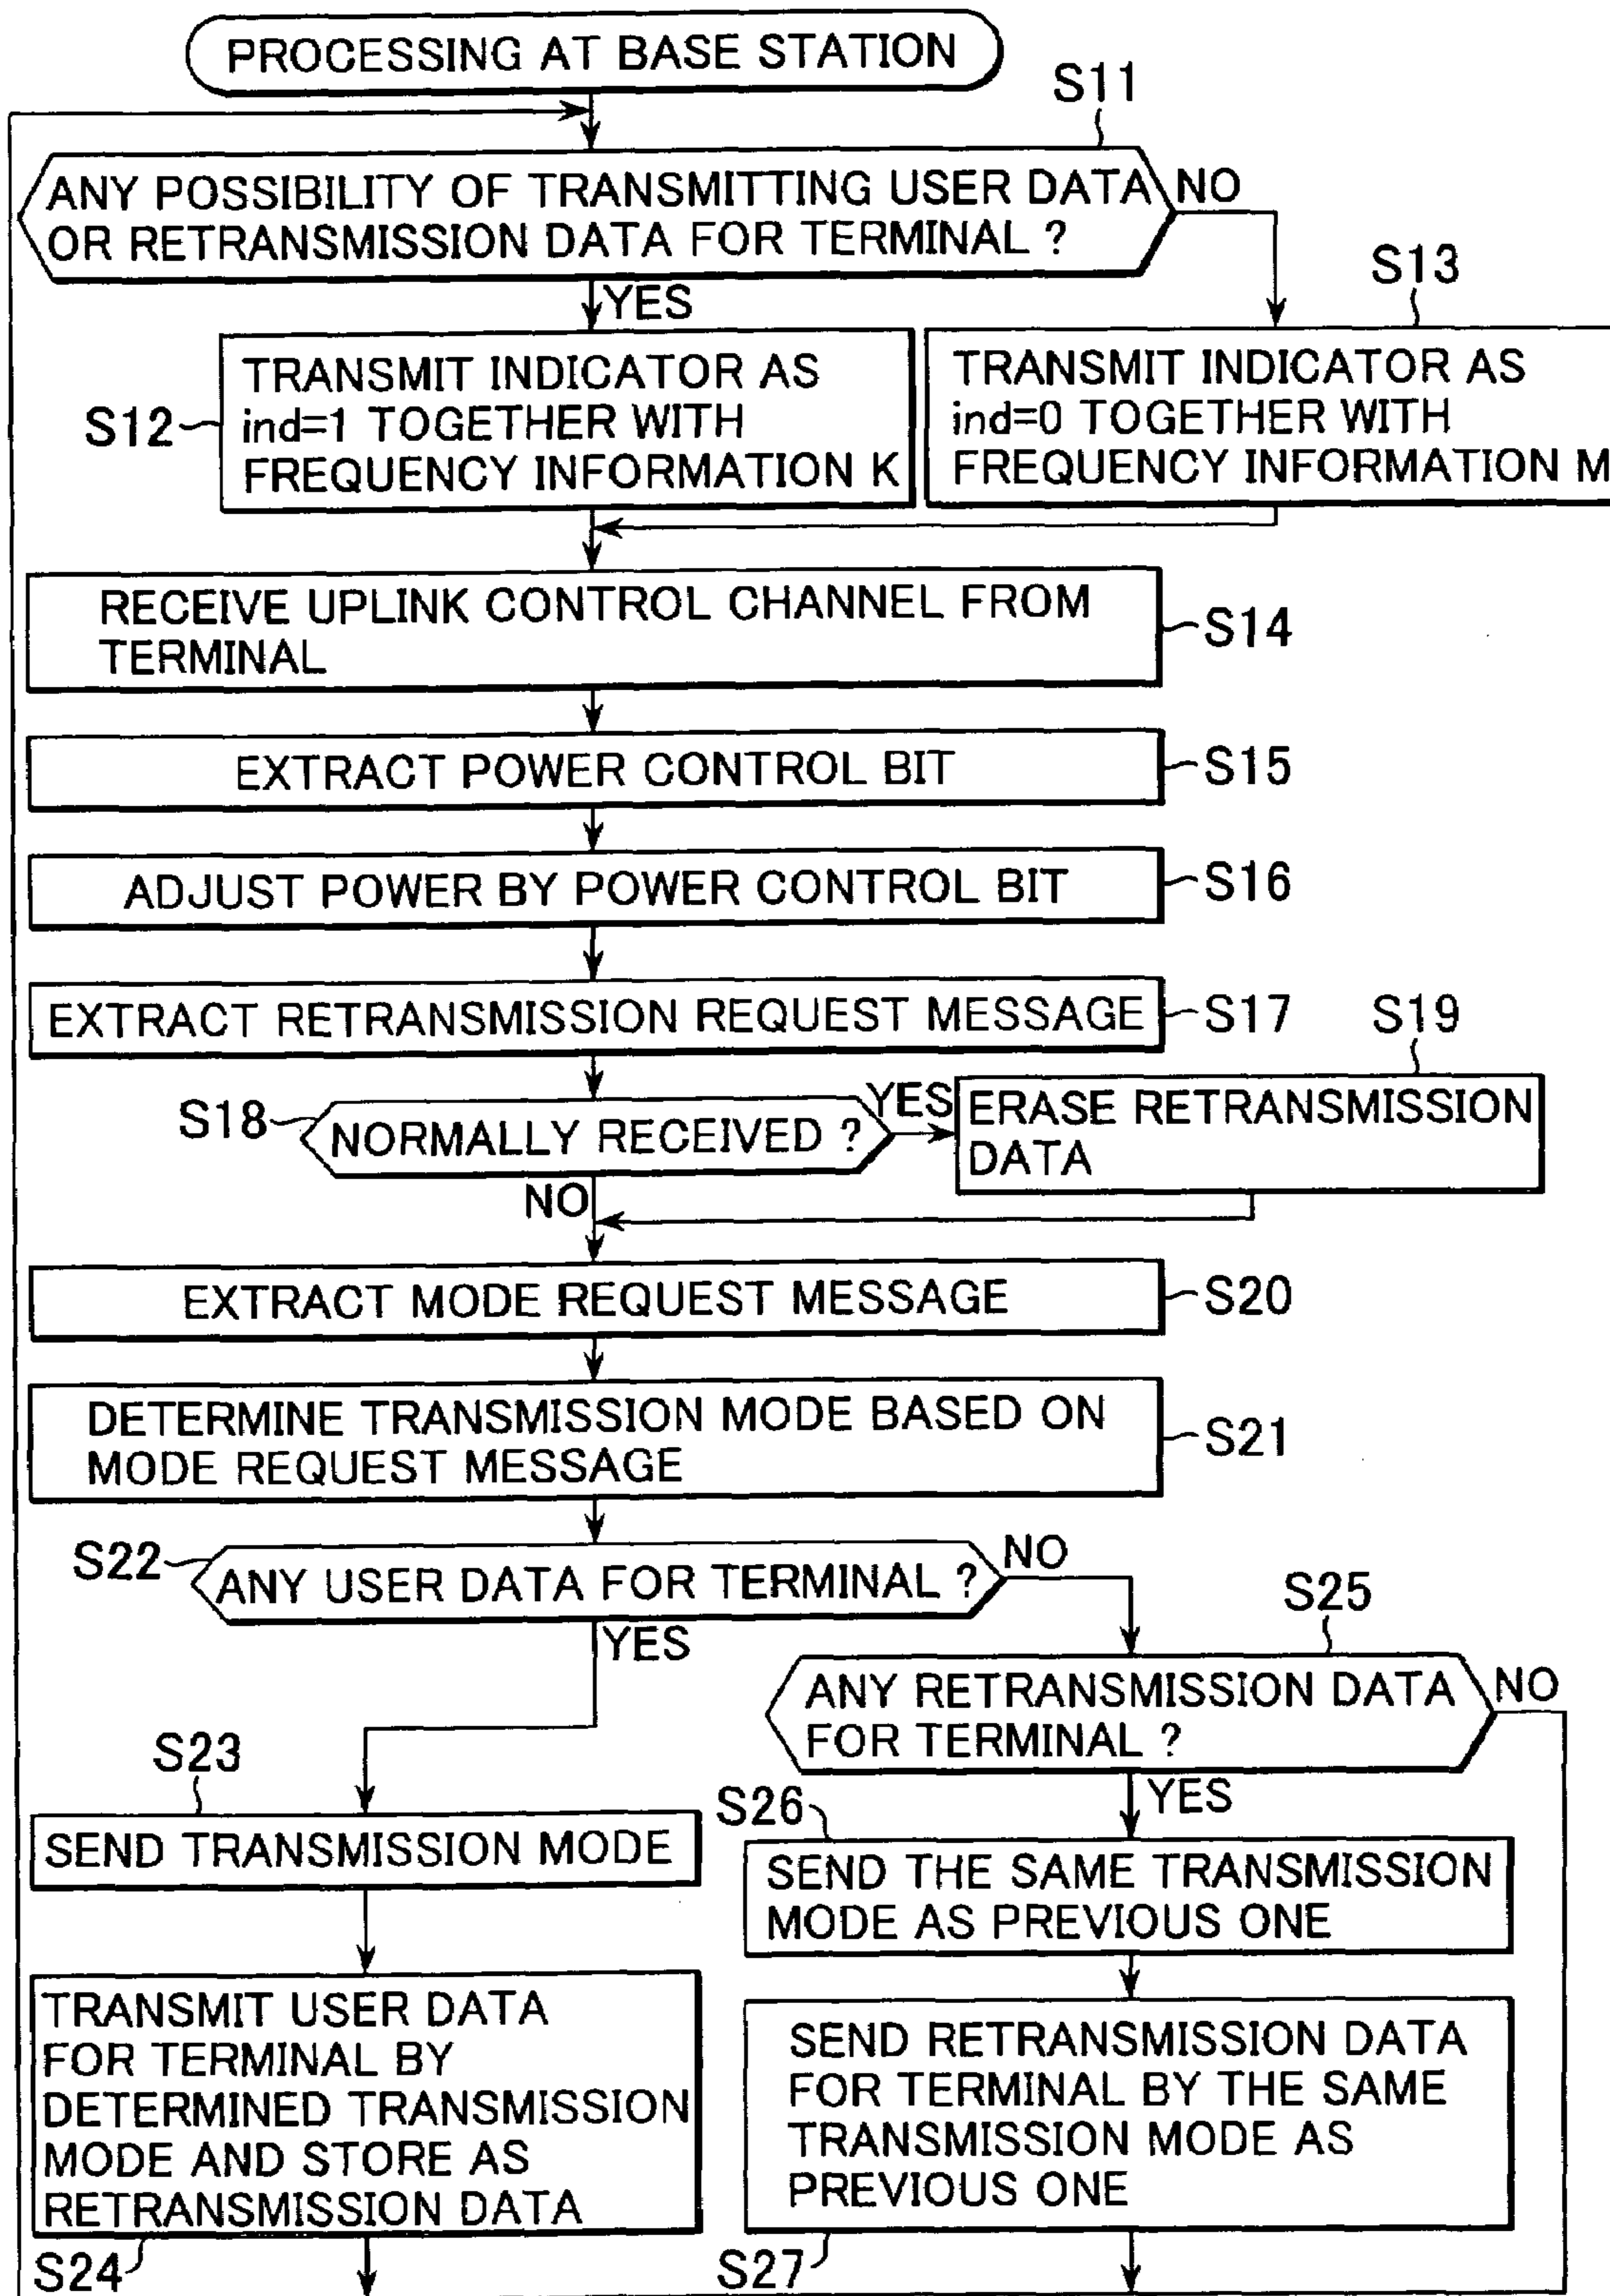 PROCESSING AT BASE STATION
S11
ANY POSSIBILITY OF TRANSMITTING USER DATA
OR RETRANSMISSION DATA FOR TERMINAL ?
NO
YES
S13
S12
TRANSMIT INDICATOR AS
ind=1 TOGETHER WITH
FREQUENCY INFORMATION K
TRANSMIT INDICATOR AS
ind=0 TOGETHER WITH
FREQUENCY INFORMATION M
RECEIVE UPLINK CONTROL CHANNEL FROM
TERMINAL
S14
EXTRACT POWER CONTROL BIT
S15
ADJUST POWER BY POWER CONTROL BIT
S16
EXTRACT RETRANSMISSION REQUEST MESSAGE
S17
S19
S18
NORMALLY RECEIVED ?
YES
ERASE RETRANSMISSION
DATA
NO
EXTRACT MODE REQUEST MESSAGE
S20
DETERMINE TRANSMISSION MODE BASED ON
MODE REQUEST MESSAGE
S21
S22
ANY USER DATA FOR TERMINAL ?
NO
YES
S25
ANY RETRANSMISSION DATA
FOR TERMINAL ?
NO
YES
S23
SEND TRANSMISSION MODE
S26
SEND THE SAME TRANSMISSION
MODE AS PREVIOUS ONE
TRANSMIT USER DATA
FOR TERMINAL BY
DETERMINED TRANSMISSION
MODE AND STORE AS
RETRANSMISSION DATA
S24
SEND RETRANSMISSION DATA
FOR TERMINAL BY THE SAME
TRANSMISSION MODE AS
PREVIOUS ONE
S27